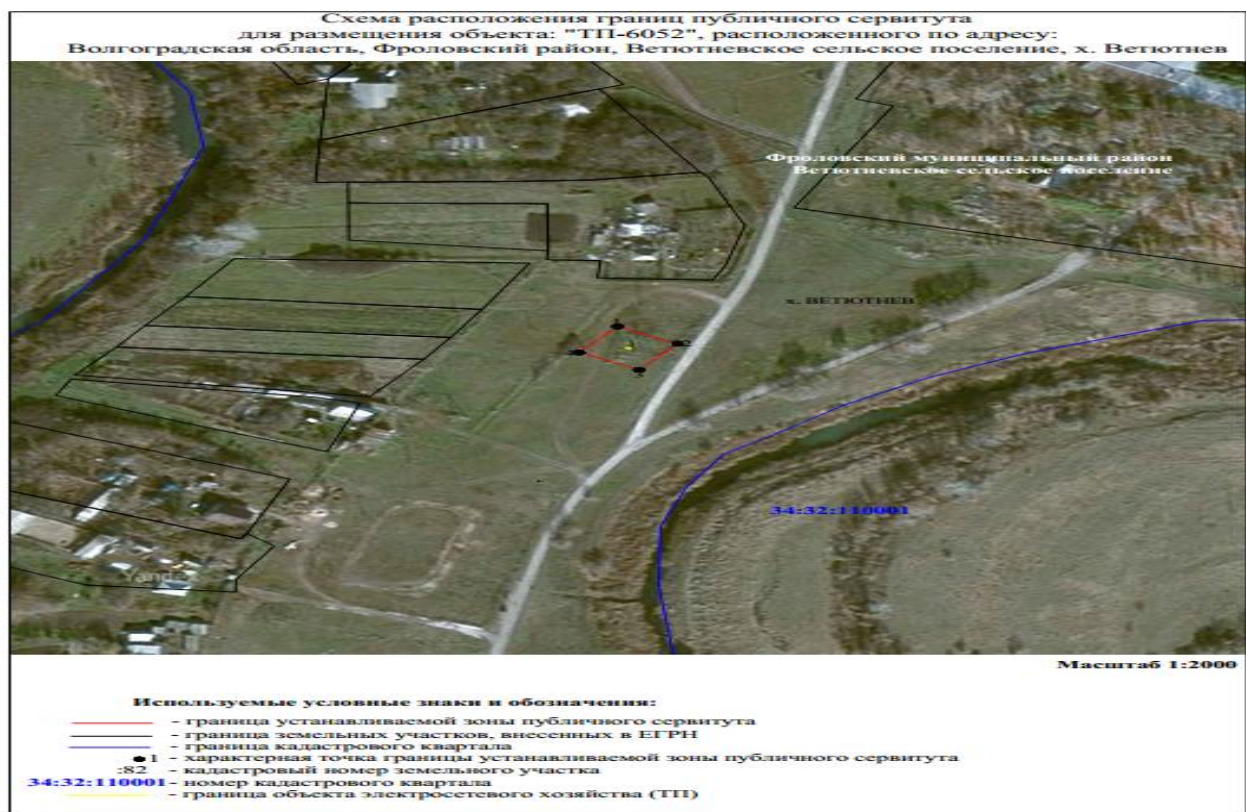 Схема расположения границ публичного сервитута
для размещения объекта: "ТП-6052", расположенного по адресу:
Волгоградская область, Фроловский район, Ветютневское сельское поселение, х. Ветютнев
Фроловский муниципальный район
Ветютневское сельское поселение
х. ВЕТЮТНЕВ
2
3
34:32:110001
Yand
Масштаб 1:2000
Используемые условные знаки и обозначения:
- граница устанавливаемой зоны публичного сервитута
- граница земельных участков, внесенных в ЕГРН
- граница кадастрового квартала
1 - характерная точка границы устанавливаемой зоны публичного сервитута
:82 - кадастровый номер земельного участка
34:32:110001 - номер кадастрового квартала
- граница объекта электросетевого хозяйства (ТП)